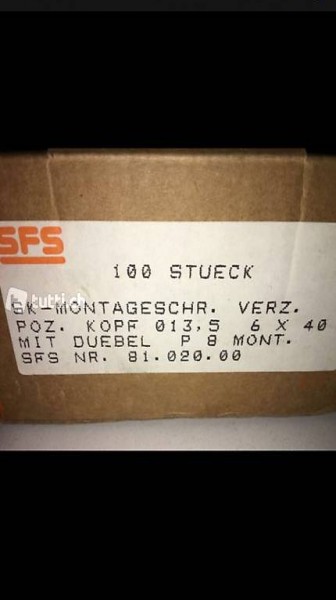 SFS
100 STUECK
tutti.ch
SK-MONTAGESCHR. VERZ.
POZ. KOPF 013,5 6 X 40
MIT DUEBEL P 8 MONT.
SFS NR. 81.020.00